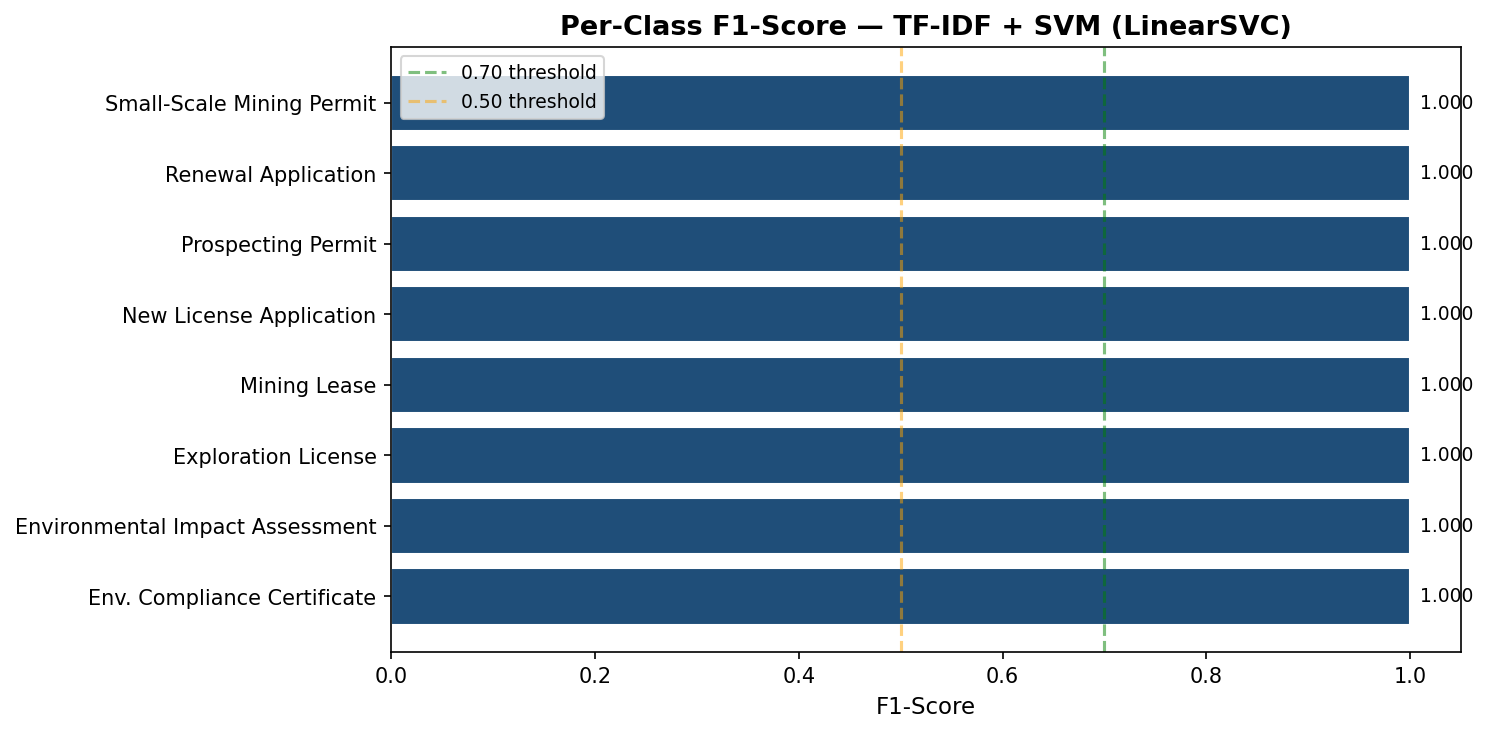 Per-Class F1-Score — TF-IDF + SVM (LinearSVC)
0.70 threshold
0.50 threshold
Small-Scale Mining Permit 1.000
Renewal Application 1.000
Prospecting Permit 1.000
New License Application 1.000
Mining Lease 1.000
Exploration License 1.000
Environmental Impact Assessment 1.000
Env. Compliance Certificate 1.000
0.0 0.2 0.4 0.6 0.8 1.0
F1-Score